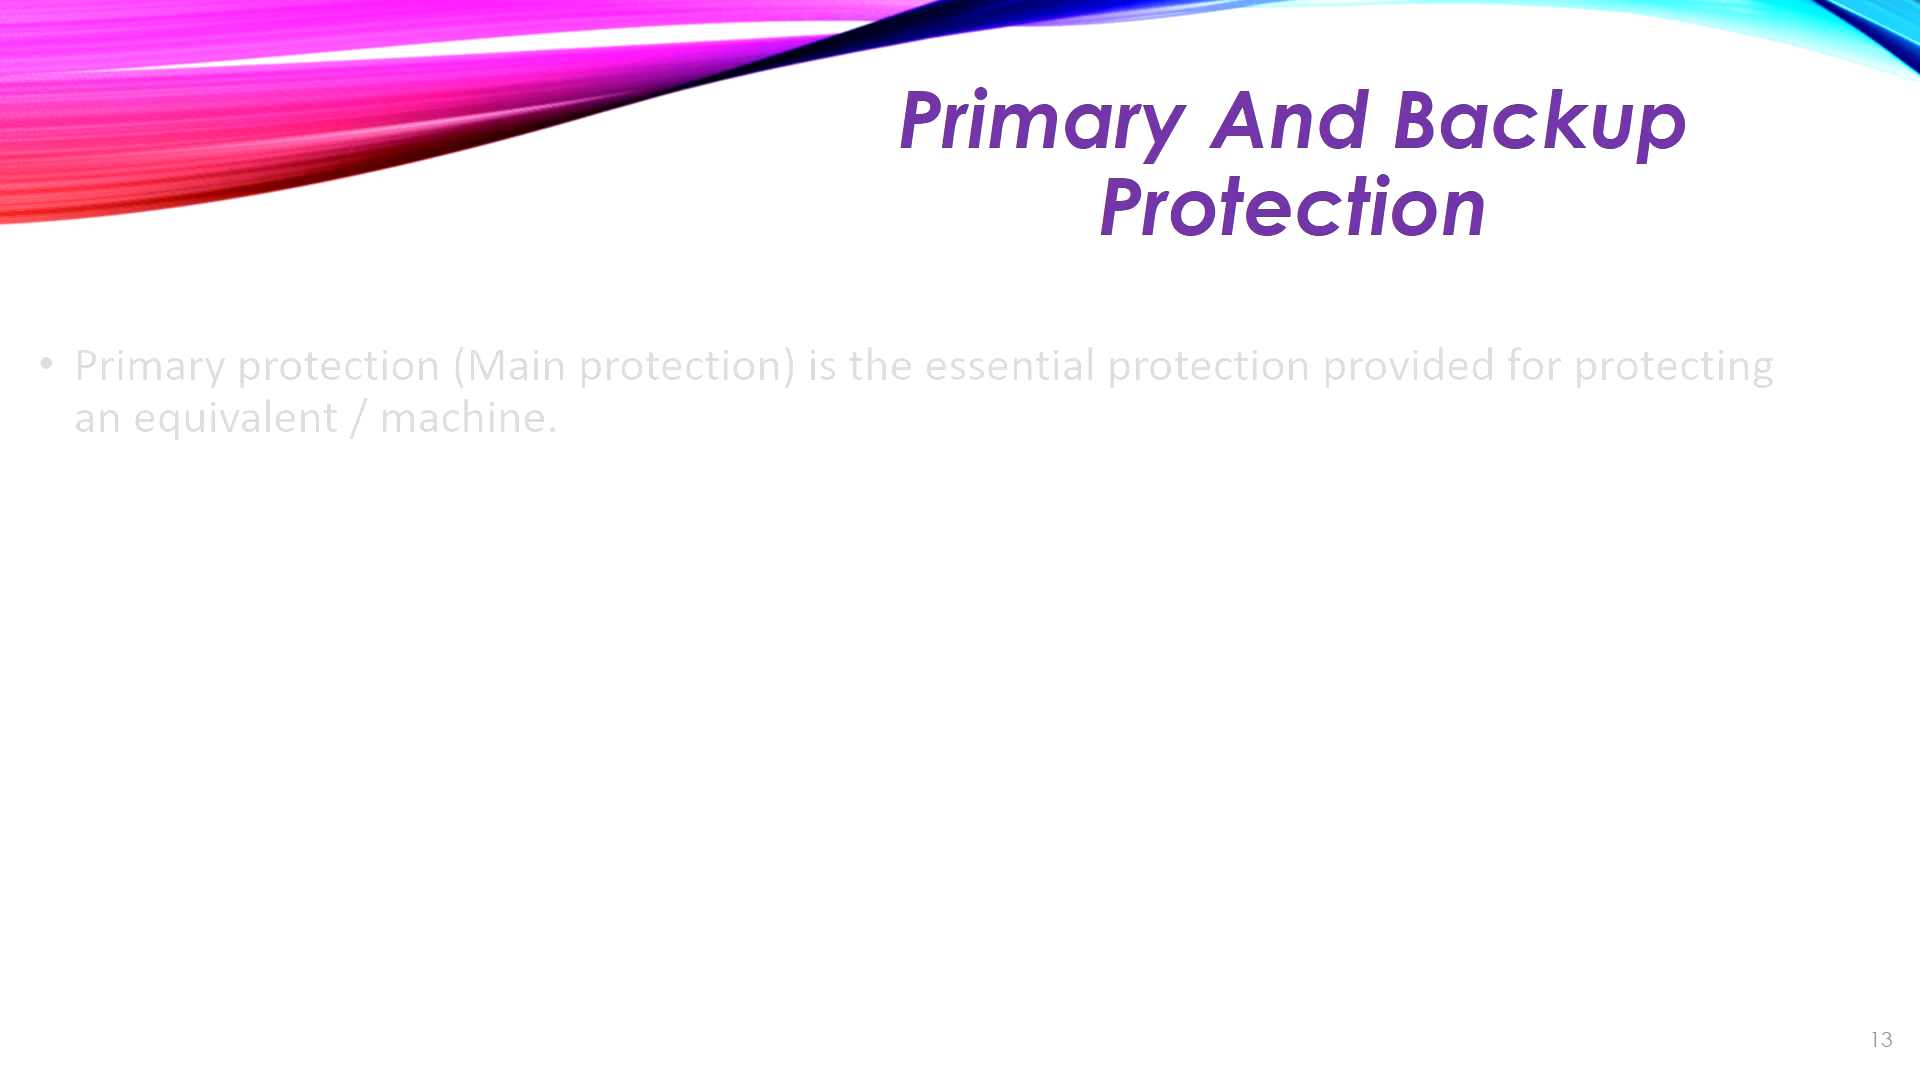 Primary And Backup
Protection
• Primary protection (Main protection) is the essential protection provided for protecting
an equivalent / machine.
13